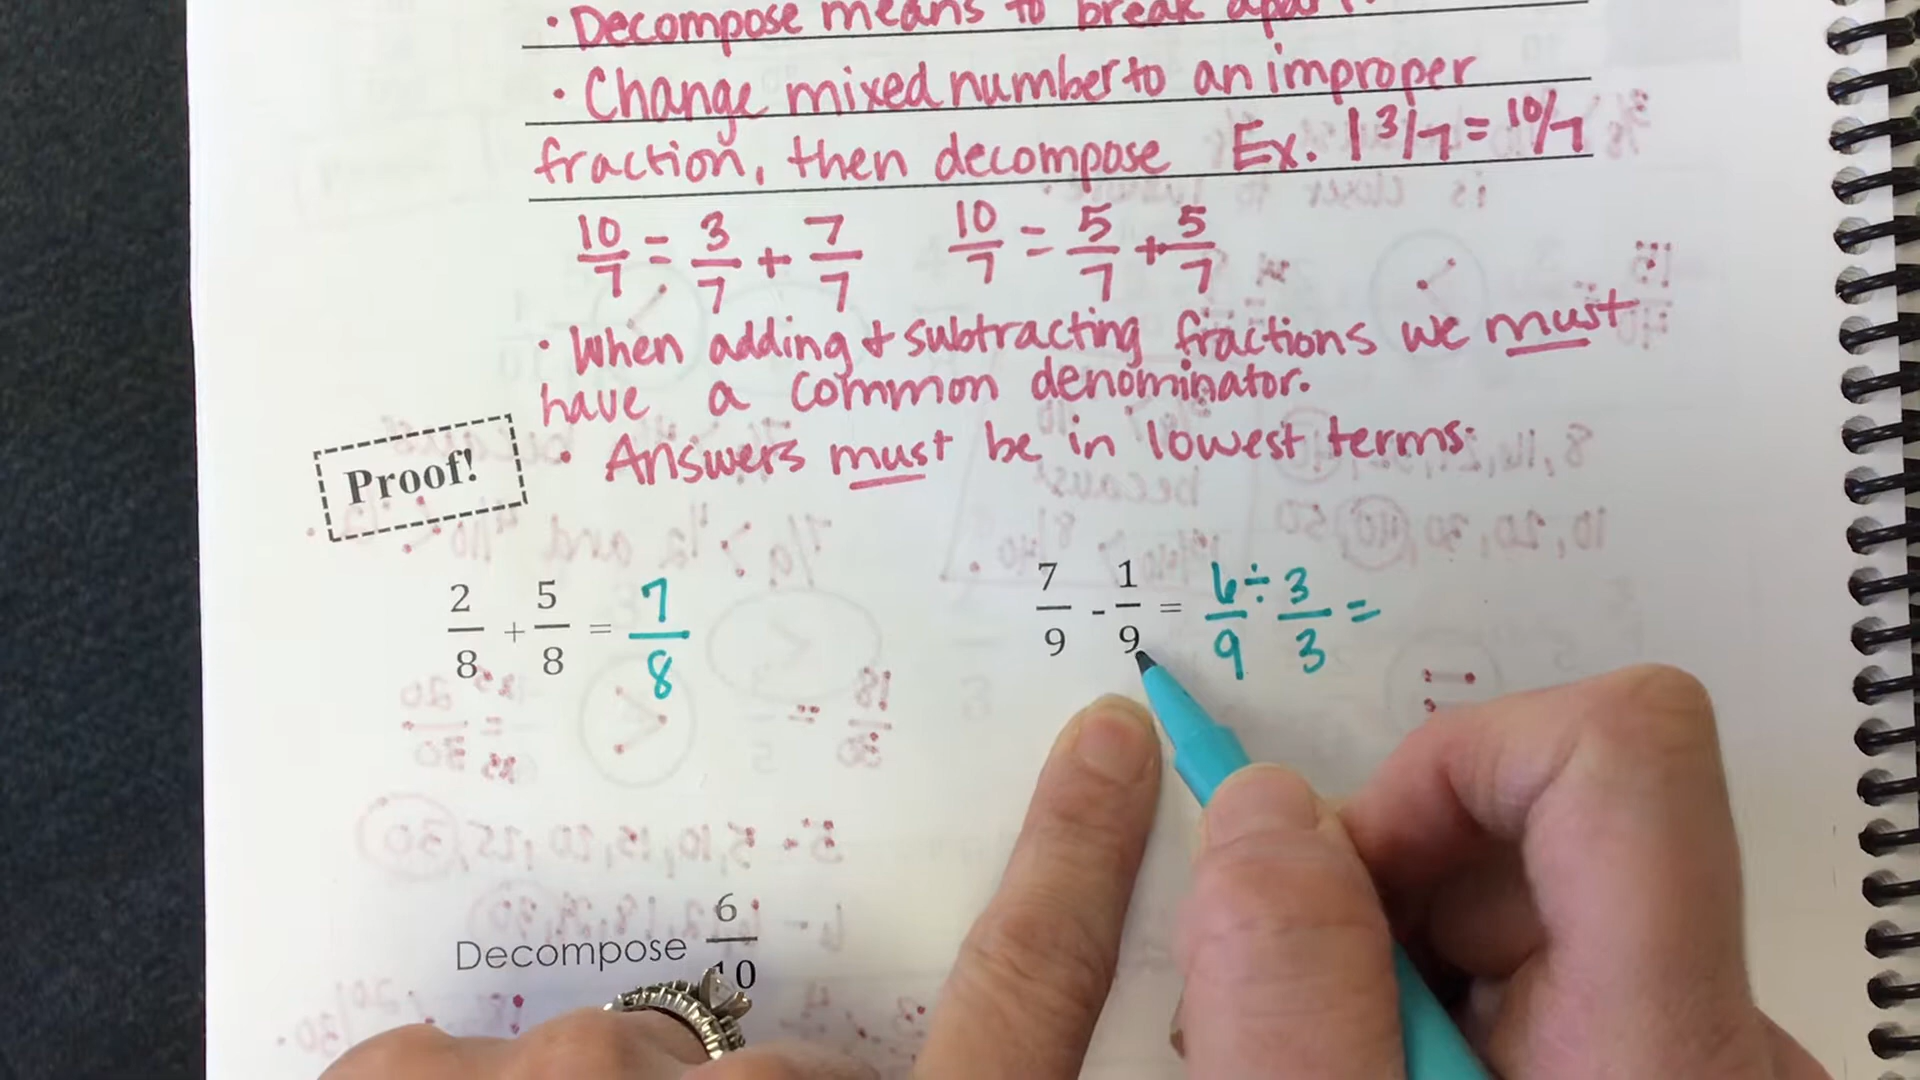 • Decompose means to break apart.
• Change mixed number to an improper
fraction, then decompose Ex. 1 3/7 = 10/7
10/7 = 3/7 + 7/7 10/7 = 5/7 + 5/7
• When adding + subtracting fractions we must
have a common denominator.
Proof! • Answers must be in lowest terms.
2/8 + 5/8 = 7/8 7/9 - 1/9 = 6/9 ÷ 3/3 =
Decompose 6/10